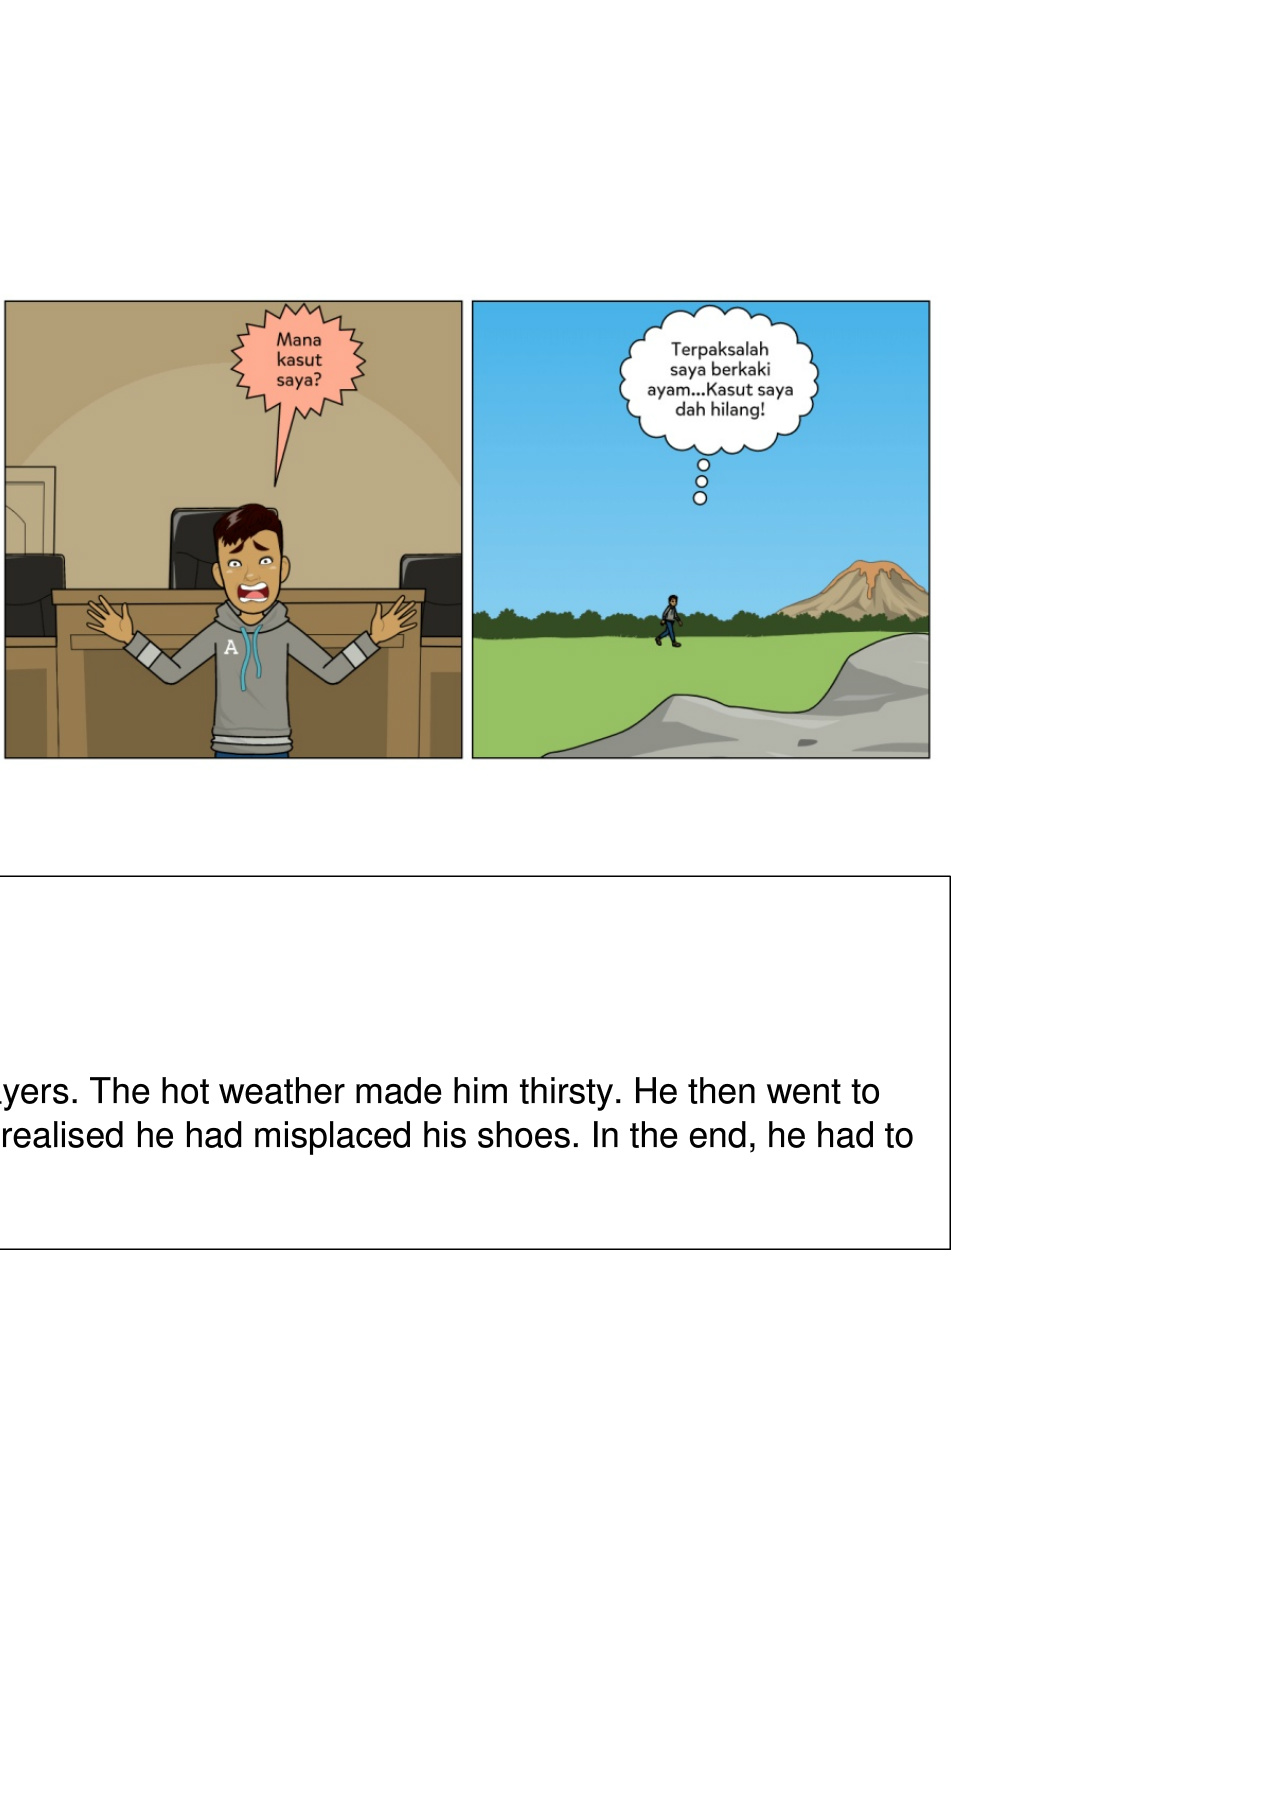 Mana
kasut
saya?
Terpaksalah
saya berkaki
ayam...Kasut saya
dah hilang!
A
yers. The hot weather made him thirsty. He then went to
realised he had misplaced his shoes. In the end, he had to